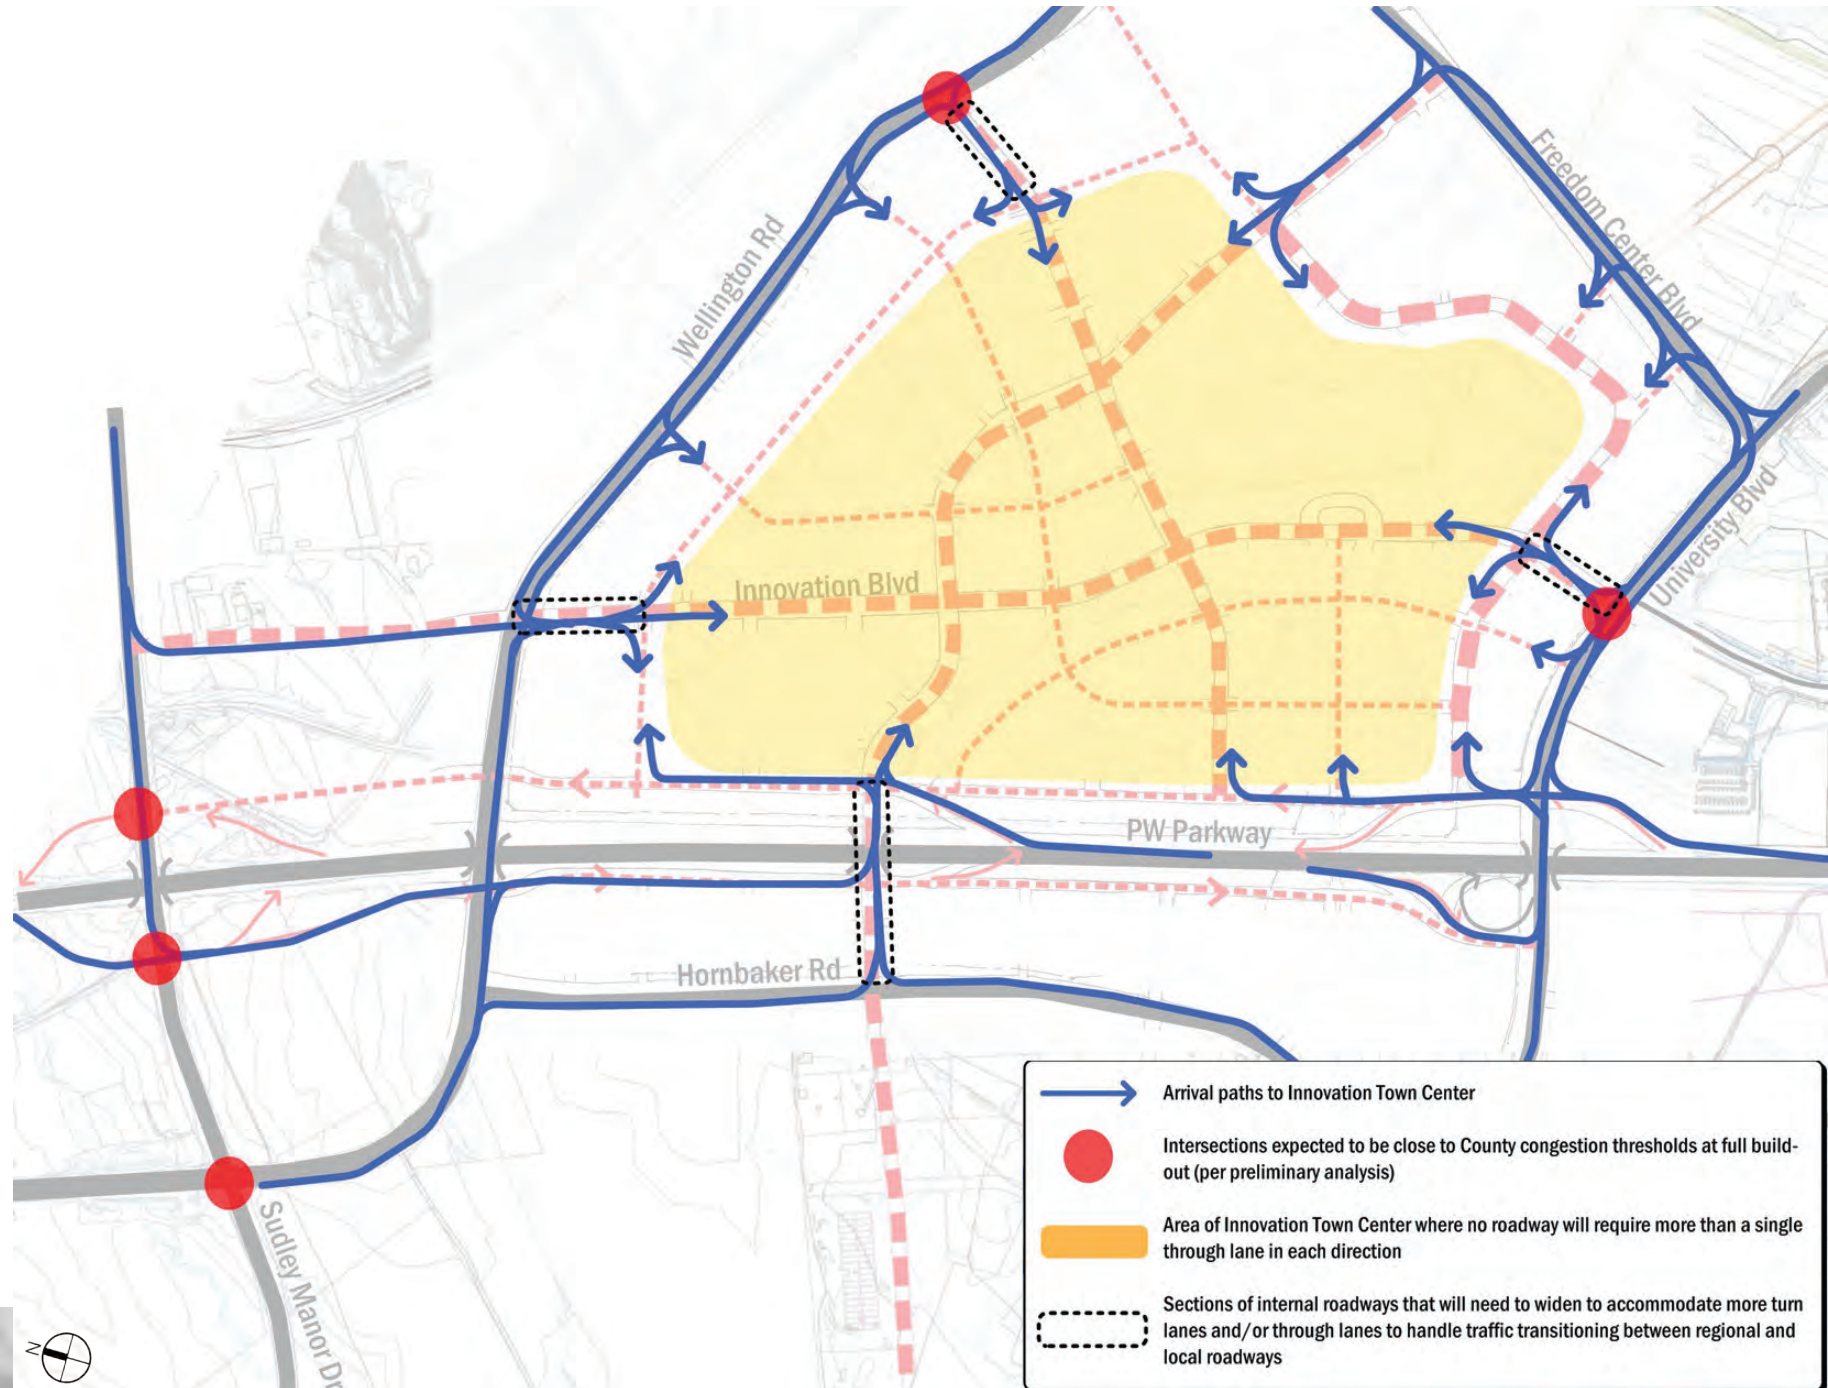 Freedom Center Blvd
Wellington Rd
University Blvd
Innovation Blvd
PW Parkway
Hornbaker Rd
Sudley Manor Dr
N
Arrival paths to Innovation Town Center
Intersections expected to be close to County congestion thresholds at full build-
out (per preliminary analysis)
Area of Innovation Town Center where no roadway will require more than a single
through lane in each direction
Sections of internal roadways that will need to widen to accommodate more turn
lanes and/or through lanes to handle traffic transitioning between regional and
local roadways